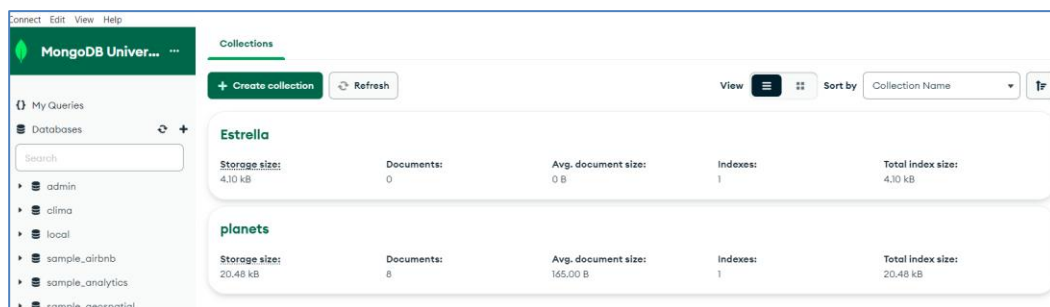 Connect Edit View Help
MongoDB Univer... ...
Collections
+ Create collection
Refresh
View
Sort by
Collection Name
{} My Queries
Databases
Search
admin
clima
local
sample_airbnb
sample_analytics
sample_geospatial
Estrella
Storage size: Documents: Avg. document size: Indexes: Total index size:
4.10 kB 0 0 B 1 4.10 kB
planets
Storage size: Documents: Avg. document size: Indexes: Total index size:
20.48 kB 8 165.00 B 1 20.48 kB